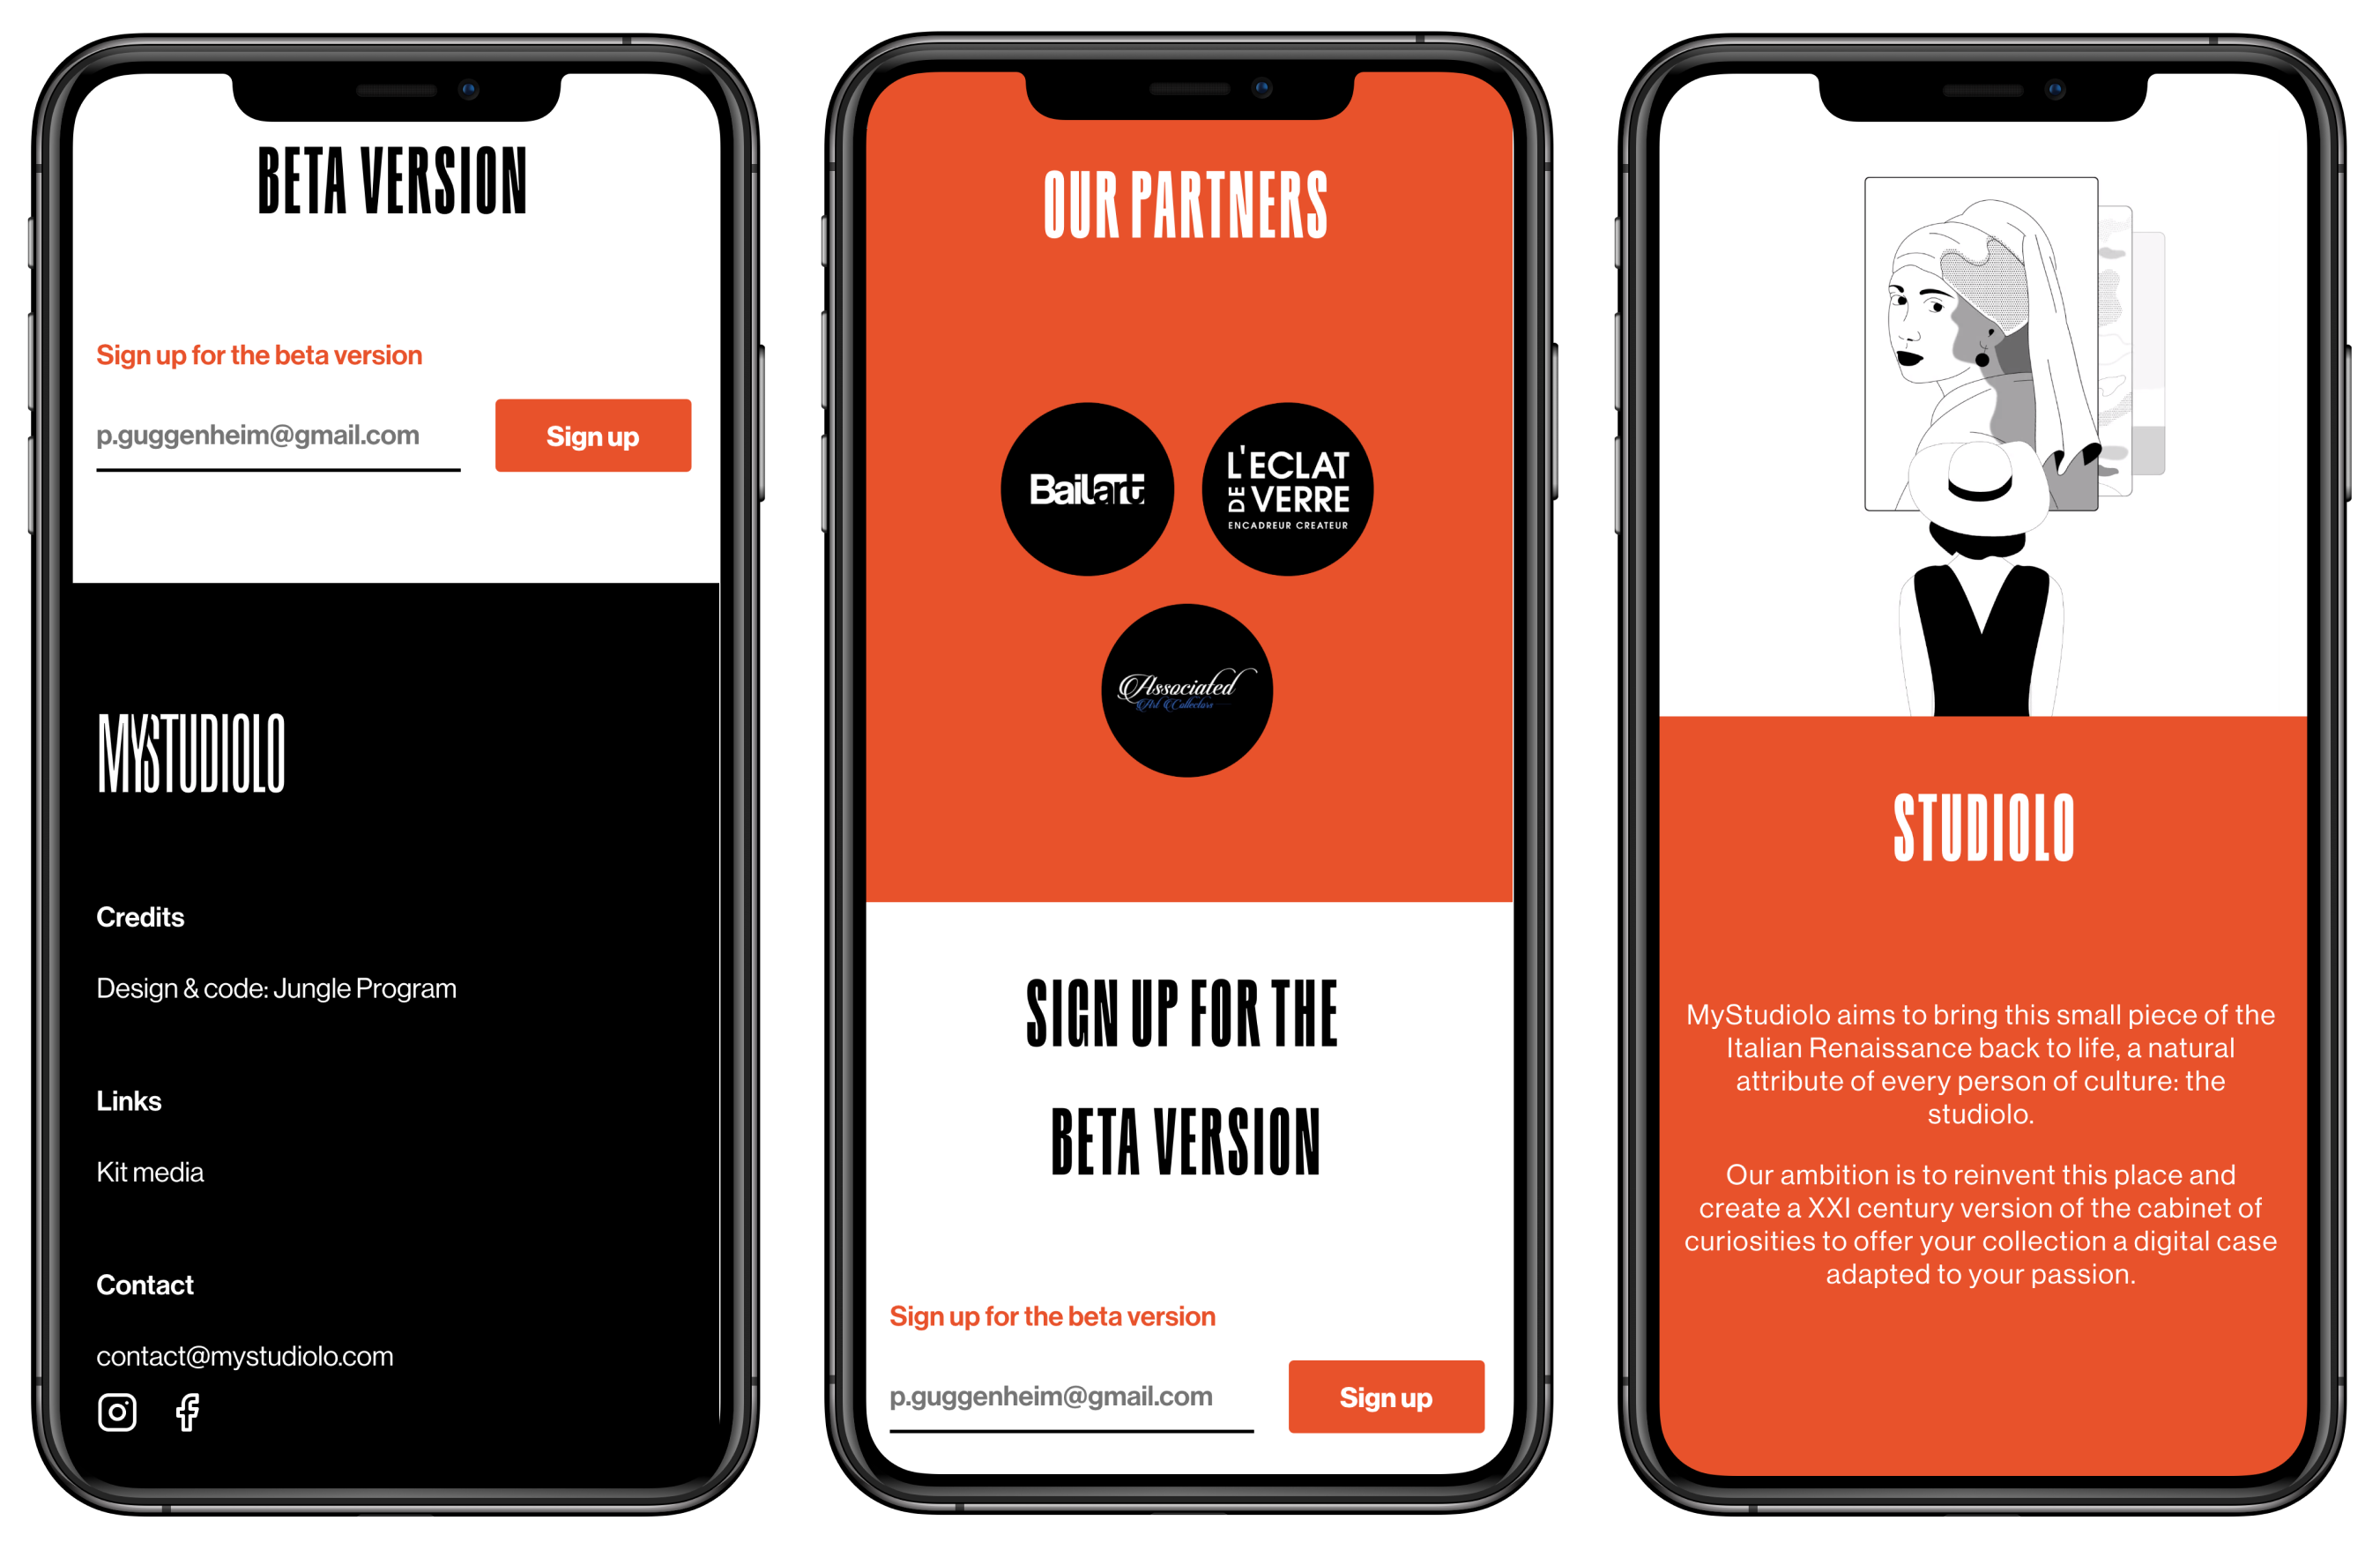 BETA VERSION
Sign up for the beta version
p.guggenheim@gmail.com
Sign up
MYSTUDIOLO
Credits
Design & code: Jungle Program
Links
Kit media
Contact
contact@mystudiolo.com
OUR PARTNERS
Bailart
L'ECLAT
DE VERRE
ENCADREUR CREATEUR
Associated
Art & Collectors
SIGN UP FOR THE
BETA VERSION
Sign up for the beta version
p.guggenheim@gmail.com
Sign up
STUDIOLO
MyStudiolo aims to bring this small piece of the
Italian Renaissance back to life, a natural
attribute of every person of culture: the
studiolo.
Our ambition is to reinvent this place and
create a XXI century version of the cabinet of
curiosities to offer your collection a digital case
adapted to your passion.